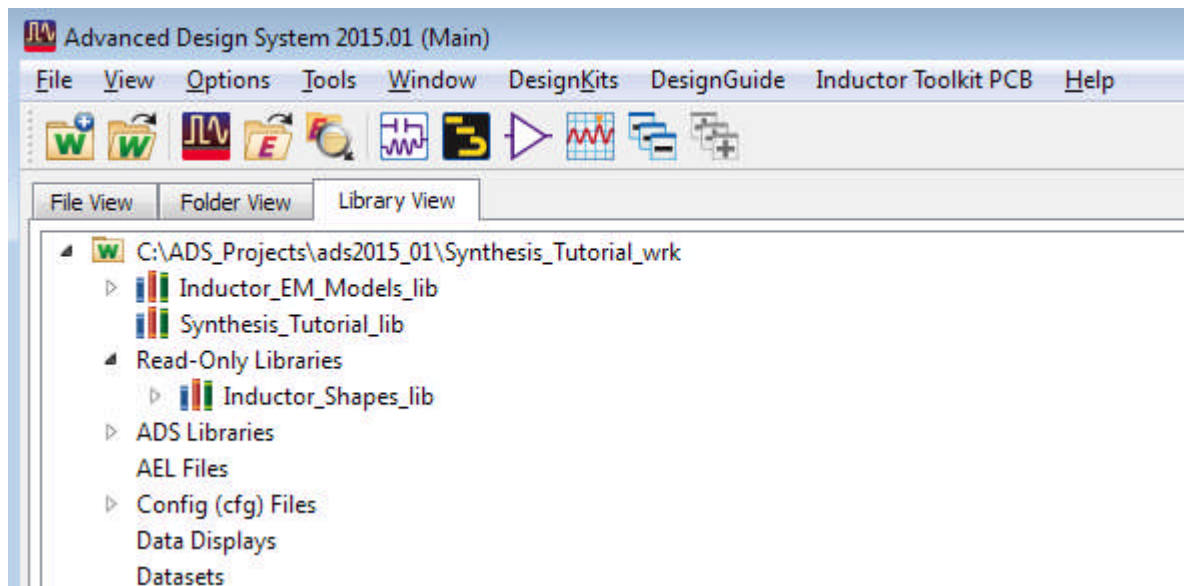 Advanced Design System 2015.01 (Main)
File View Options Tools Window DesignKits DesignGuide Inductor Toolkit PCB Help
File View Folder View Library View
C:\ADS_Projects\ads2015_01\Synthesis_Tutorial_wrk
Inductor_EM_Models_lib
Synthesis_Tutorial_lib
Read-Only Libraries
Inductor_Shapes_lib
ADS Libraries
AEL Files
Config (cfg) Files
Data Displays
Datasets